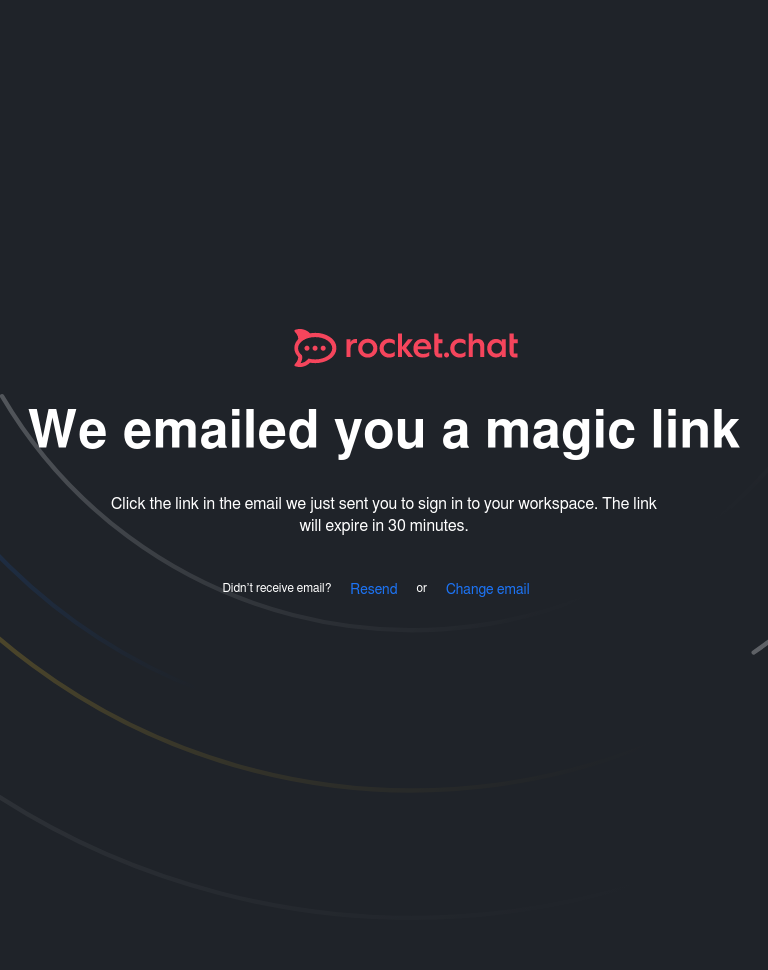 rocket.chat
We emailed you a magic link
Click the link in the email we just sent you to sign in to your workspace. The link
will expire in 30 minutes.
Didn't receive email? Resend or Change email